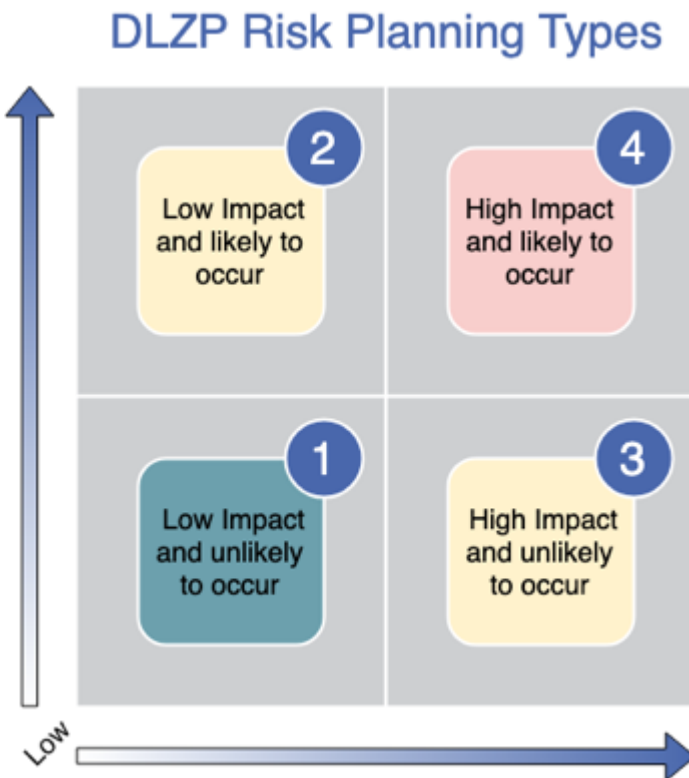 DLZP Risk Planning Types
2
Low Impact
and likely to
occur
4
High Impact
and likely to
occur
1
Low Impact
and unlikely
to occur
3
High Impact
and unlikely
to occur
Low